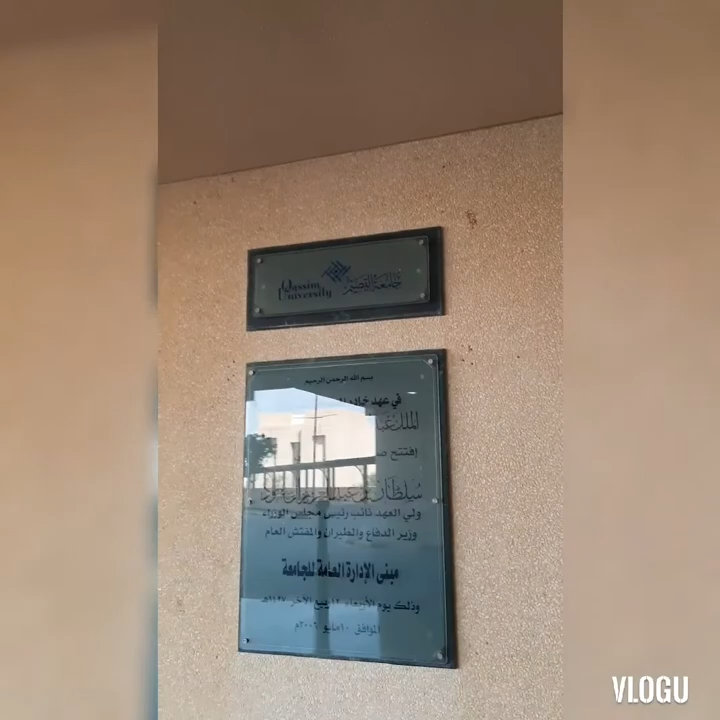 Qassim
University
جامعة القصيم
بسم الله الرحمن الرحيم
في عهد خادم
الملك عبد
إفتتح
سلطان بن عبد العزيز آل سعود
ولي العهد نائب رئيس مجلس الوزراء
وزير الدفاع والطيران والمفتش العام
مبنى الإدارة العامة للجامعة
وذلك يوم الأربعاء ١٢ ربيع الآخر ١٤٢٧هـ
الموافق ١٠ مايو ٢٠٠٦م
VLOGU